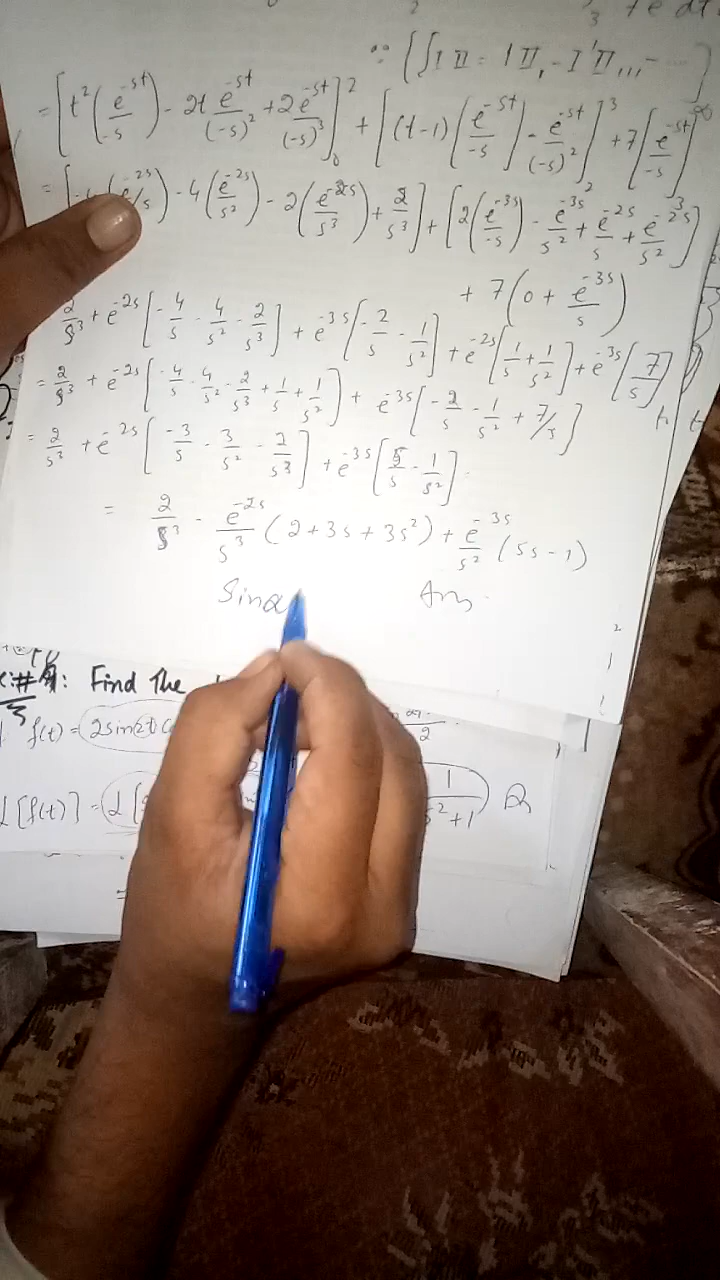 ∵ [∫I II = I II, - I' II,,, - ...]
= [t² (e^-st/-s) - 2t e^-st/(-s)² + 2 e^-st/(-s)³]₀² + [(t-1) (e^-st/-s) - e^-st/(-s)²]₂³ + 7 [e^-st/-s]₃^∞
) - 4 (e^-2s/s²) - 2 (e^-2s/s³) + 2/s³] + [2 (e^-3s/-s) - e^-3s/s² + e^-2s/s + e^-2s/s²]
+ 7 (0 + e^-3s/s)
2/s³ + e^-2s [-4/s - 4/s² - 2/s³] + e^-3s [-2/s - 1/s²] + e^-2s [1/s + 1/s²] + e^-3s [7/s]
= 2/s³ + e^-2s [-4/s - 4/s² - 2/s³ + 1/s + 1/s²] + e^-3s [-2/s - 1/s² + 7/s]
= 2/s³ + e^-2s [-3/s - 3/s² - 2/s³] + e^-3s [5/s - 1/s²]
= 2/s³ - e^-2s/s³ (2 + 3s + 3s²) + e^-3s/s² (5s - 1)
Sinα Ans.
Find The
f(t) = 2sin2t
L [f(t)] = L [ 1/s²+1